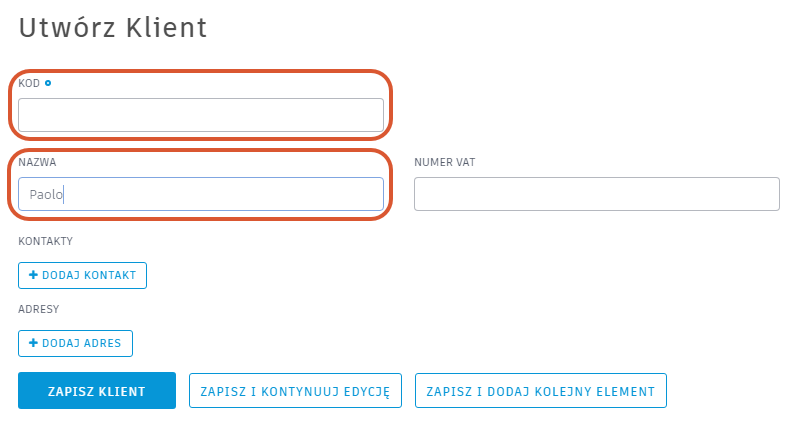 Utwórz Klient
KOD
NAZWA
NUMER VAT
Paolo
KONTAKTY
+ DODAJ KONTAKT
ADRESY
+ DODAJ ADRES
ZAPISZ KLIENT
ZAPISZ I KONTYNUUJ EDYCJĘ
ZAPISZ I DODAJ KOLEJNY ELEMENT